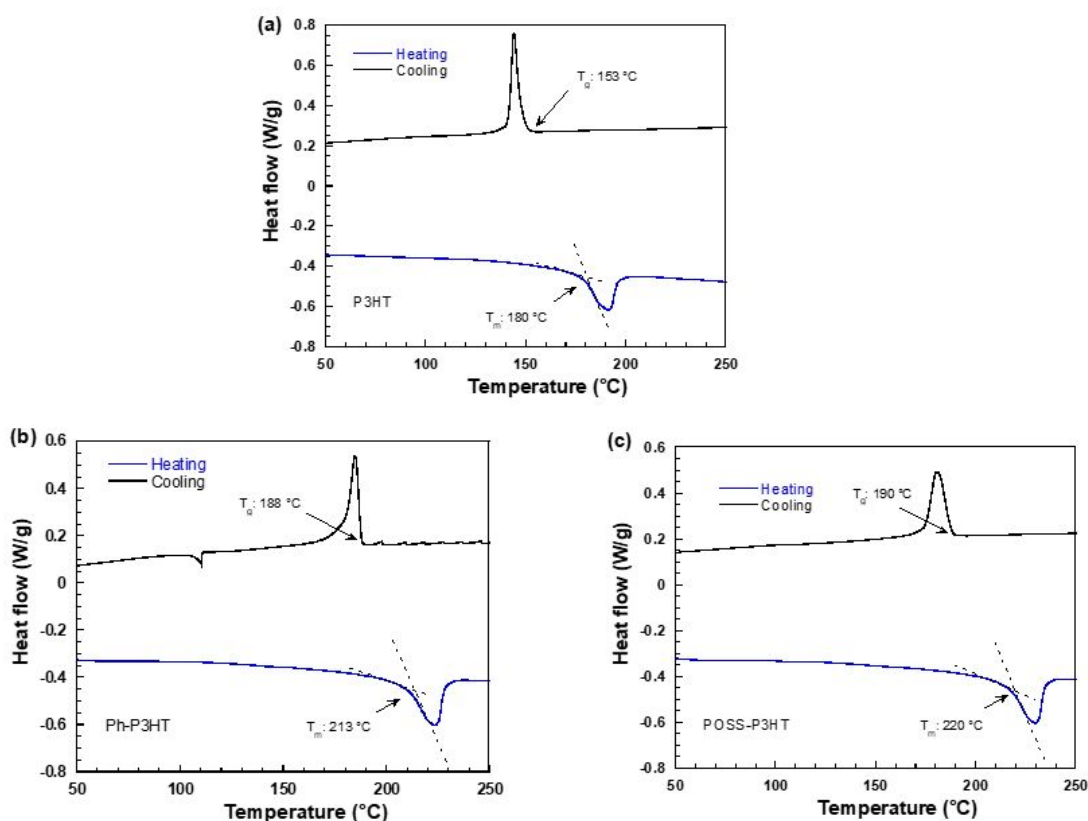 (a)
0.8
0.6
0.4
0.2
0
-0.2
-0.4
-0.6
-0.8
Heat flow (W/g)
Heating
Cooling
Tg: 153 °C
Tm: 180 °C
P3HT
50
100
150
200
250
Temperature (°C)
(b)
0.6
0.4
0.2
0
-0.2
-0.4
-0.6
-0.8
Heat flow (W/g)
Heating
Cooling
Tg: 188 °C
Tm: 213 °C
Ph-P3HT
50
100
150
200
250
Temperature (°C)
(c)
0.6
0.4
0.2
0
-0.2
-0.4
-0.6
-0.8
Heat flow (W/g)
Heating
Cooling
Tg: 190 °C
Tm: 220 °C
POSS-P3HT
50
100
150
200
250
Temperature (°C)